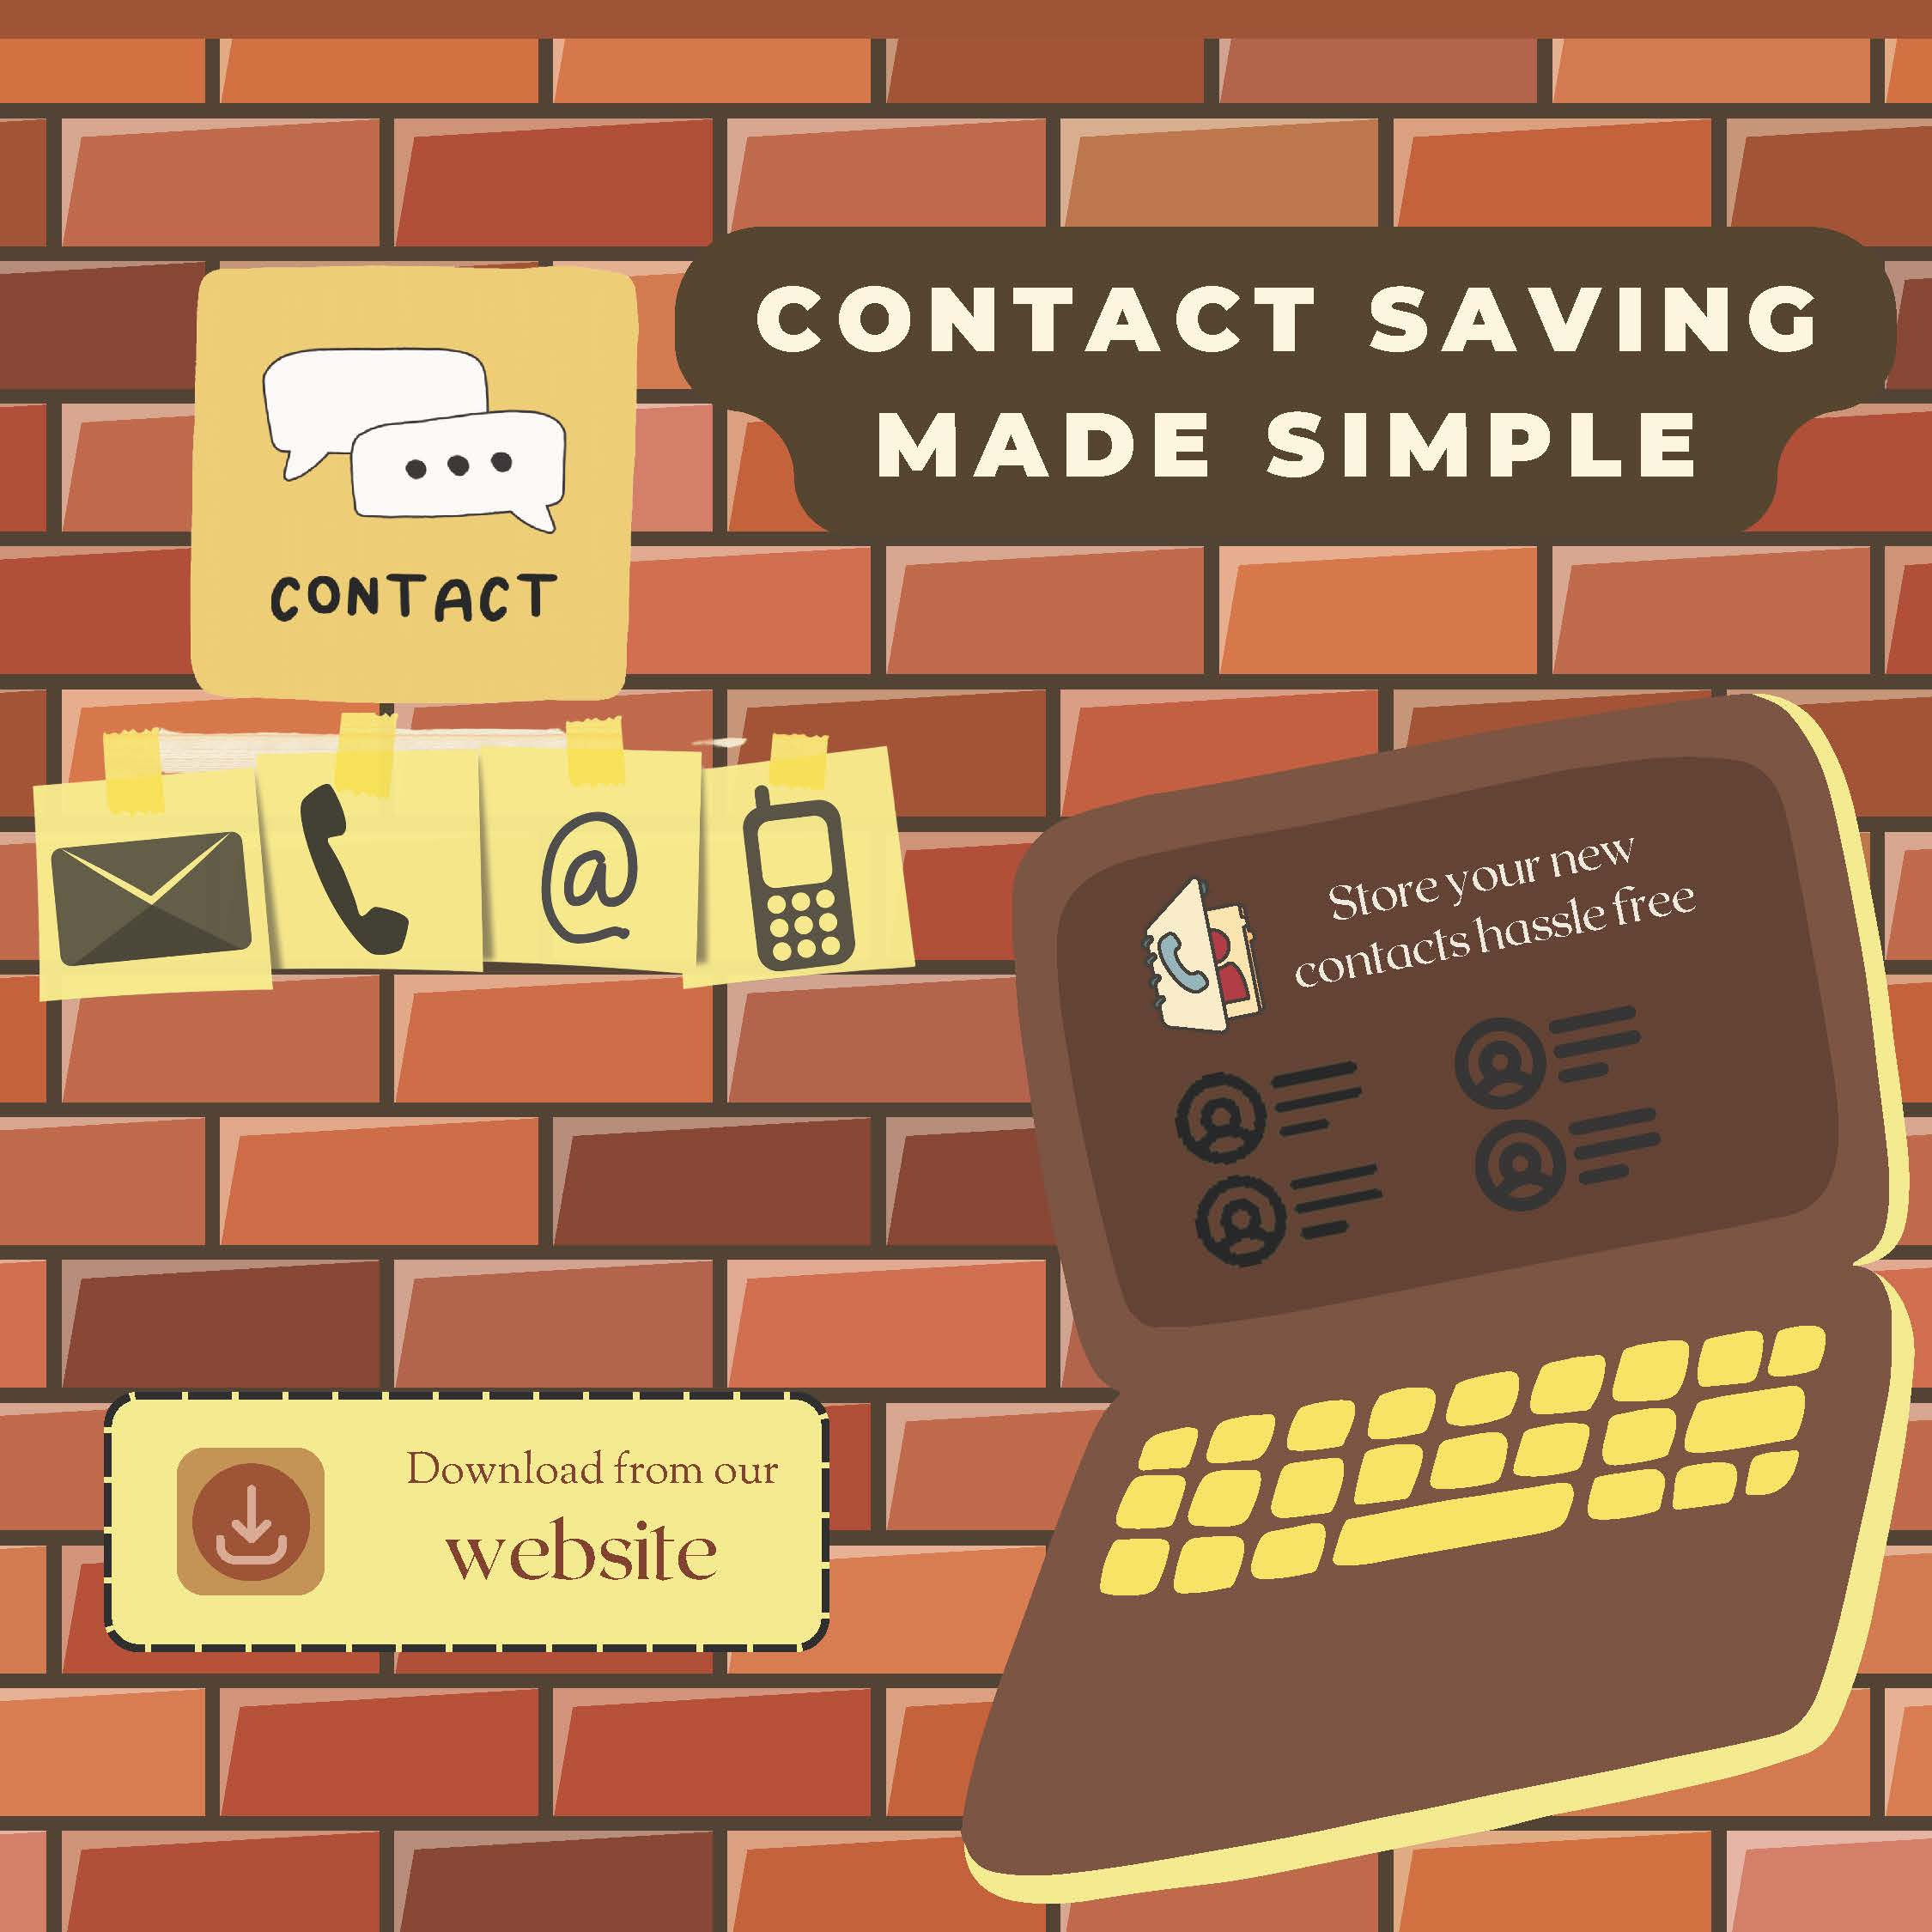 CONTACT SAVING
MADE SIMPLE
CONTACT
@
Store your new
contacts hassle free
Download from our
website